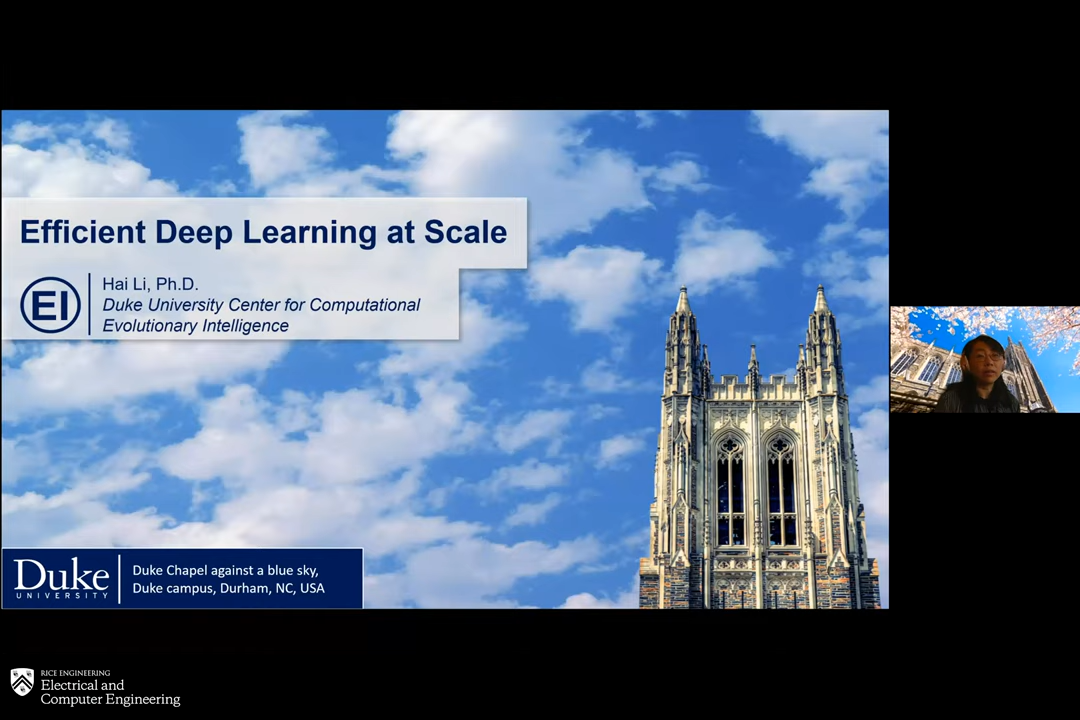 Efficient Deep Learning at Scale
EI
Hai Li, Ph.D.
Duke University Center for Computational
Evolutionary Intelligence
Duke
UNIVERSITY
Duke Chapel against a blue sky,
Duke campus, Durham, NC, USA
RICE ENGINEERING
Electrical and
Computer Engineering